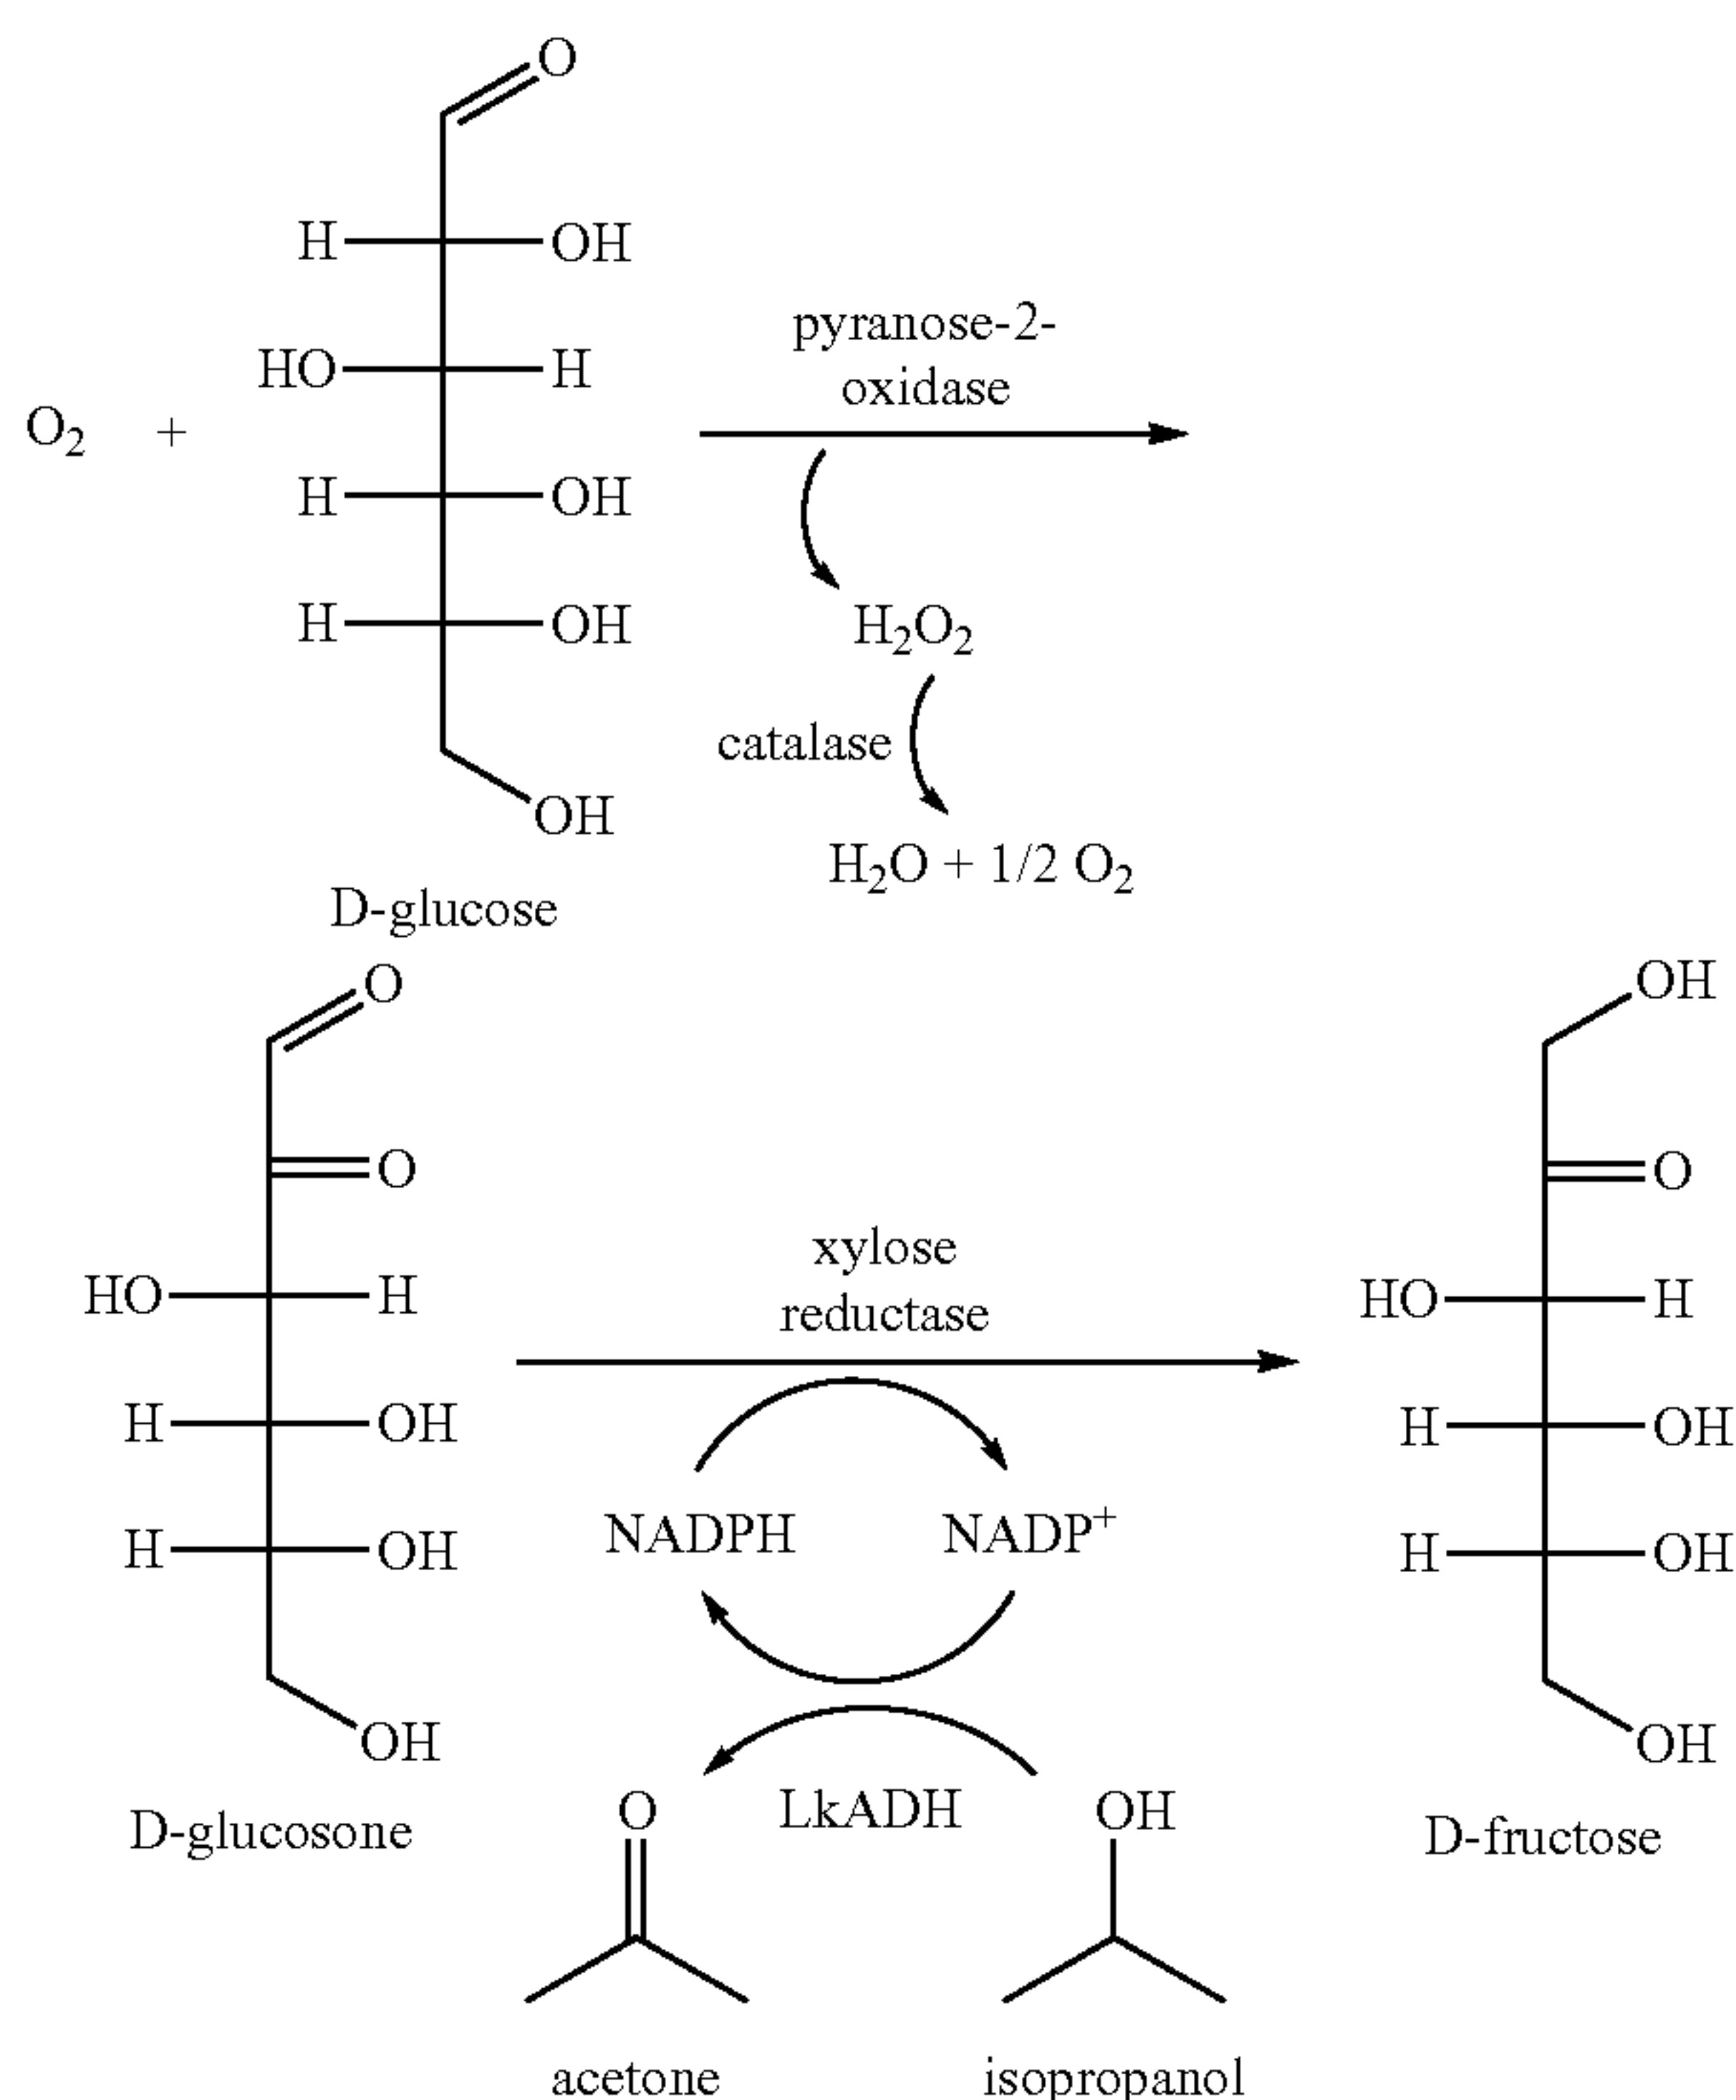 O
H OH
pyranose-2-
oxidase
HO H
O₂ +
H OH
H OH
H₂O₂
catalase
OH
H₂O + 1/2 O₂
D-glucose
O OH
O O
xylose
reductase
HO H HO H
H OH H OH
NADPH NADP⁺
H OH H OH
OH OH
O LkADH OH
D-glucosone D-fructose
acetone isopropanol